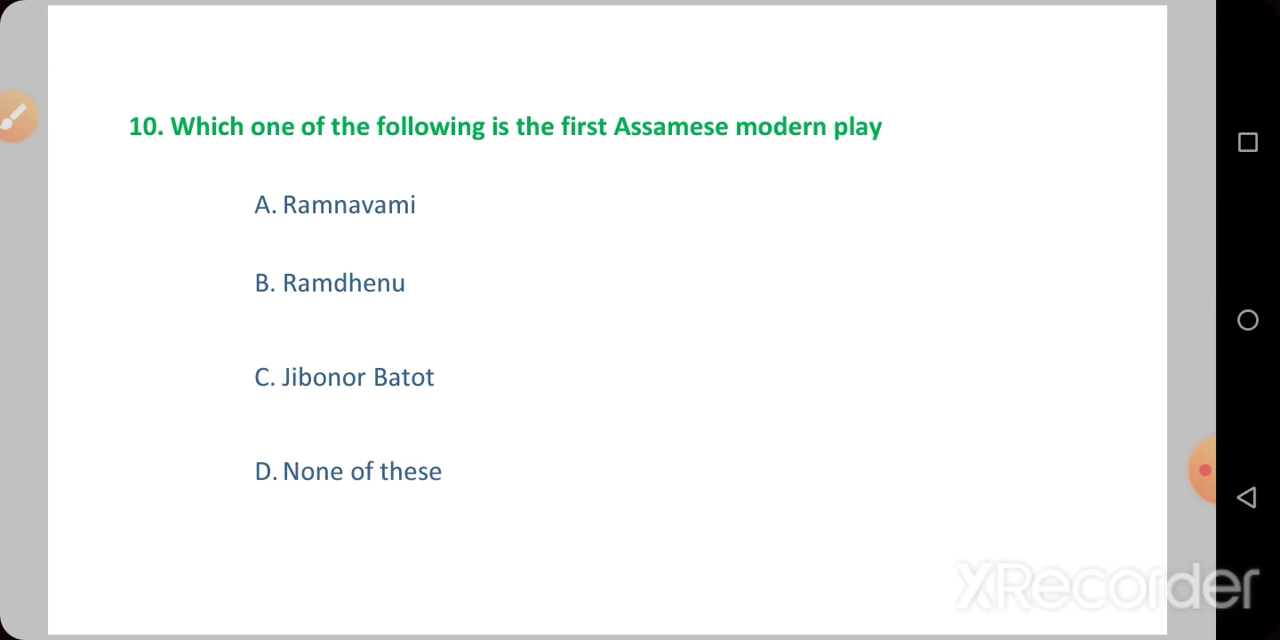 10. Which one of the following is the first Assamese modern play
A. Ramnavami
B. Ramdhenu
C. Jibonor Batot
D. None of these
XRecorder